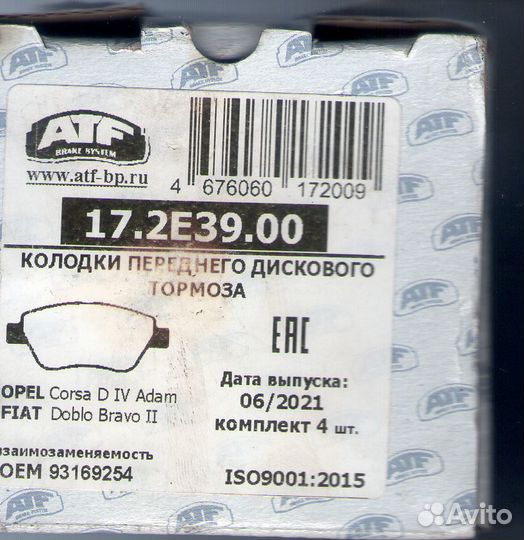 ATF
BRAKE SYSTEM
www.atf-bp.ru
4 676060 172009
17.2E39.00
КОЛОДКИ ПЕРЕДНЕГО ДИСКОВОГО
ТОРМОЗА
EAC
OPEL Corsa D IV Adam
FIAT Doblo Bravo II
Дата выпуска:
06/2021
комплект 4 шт.
взаимозаменяемость
OEM 93169254
ISO9001:2015
Avito